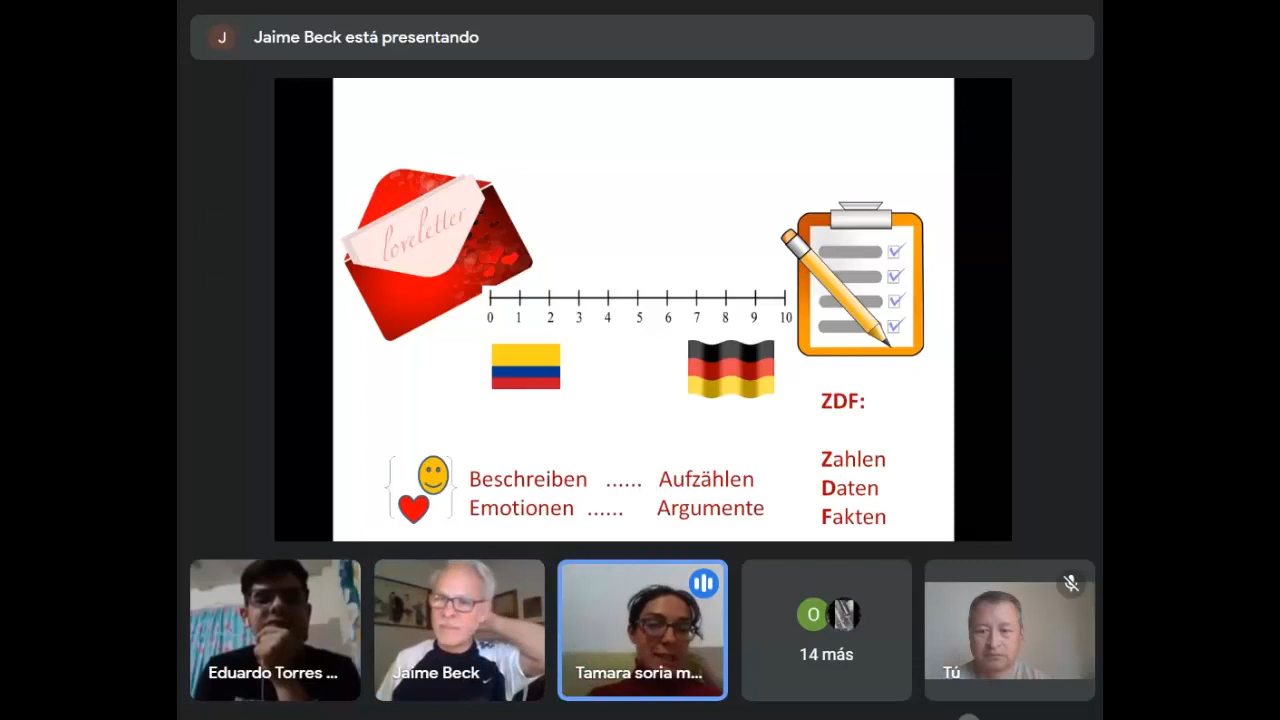 J
Jaime Beck está presentando
loveletter
0 1 2 3 4 5 6 7 8 9 10
ZDF:
Zahlen
Daten
Fakten
Beschreiben ...... Aufzählen
Emotionen ...... Argumente
Eduardo Torres ...
Jaime Beck
Tamara soria m...
O
14 más
Tú